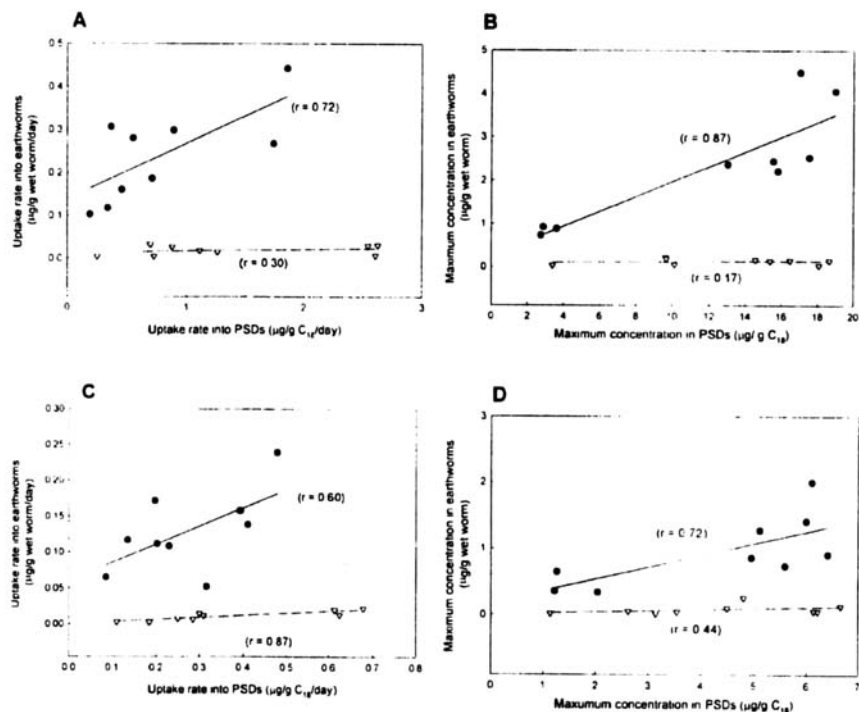 A
Uptake rate into earthworms
(µg/g wet worm/day)
0.5
0.4
0.3
0.2
0.1
0.0
(r = 0.72)
(r = 0.30)
0 1 2 3
Uptake rate into PSDs (µg/g C18/day)
B
Maximum concentration in earthworms
(µg/g wet worm)
5
4
3
2
1
0
(r = 0.87)
(r = 0.17)
2 4 6 8 10 12 14 16 18 20
Maximum concentration in PSDs (µg/ g C18)
C
Uptake rate into earthworms
(µg/g wet worm/day)
0.30
0.25
0.20
0.15
0.10
0.05
0.00
(r = 0.60)
(r = 0.87)
0.0 0.1 0.2 0.3 0.4 0.5 0.6 0.7 0.8
Uptake rate into PSDs (µg/g C18/day)
D
Maximum concentration in earthworms
(µg/g wet worm)
3
2
1
0
(r = 0.72)
(r = 0.44)
0 1 2 3 4 5 6 7
Maxumum concentration in PSDs (µg/g C18)